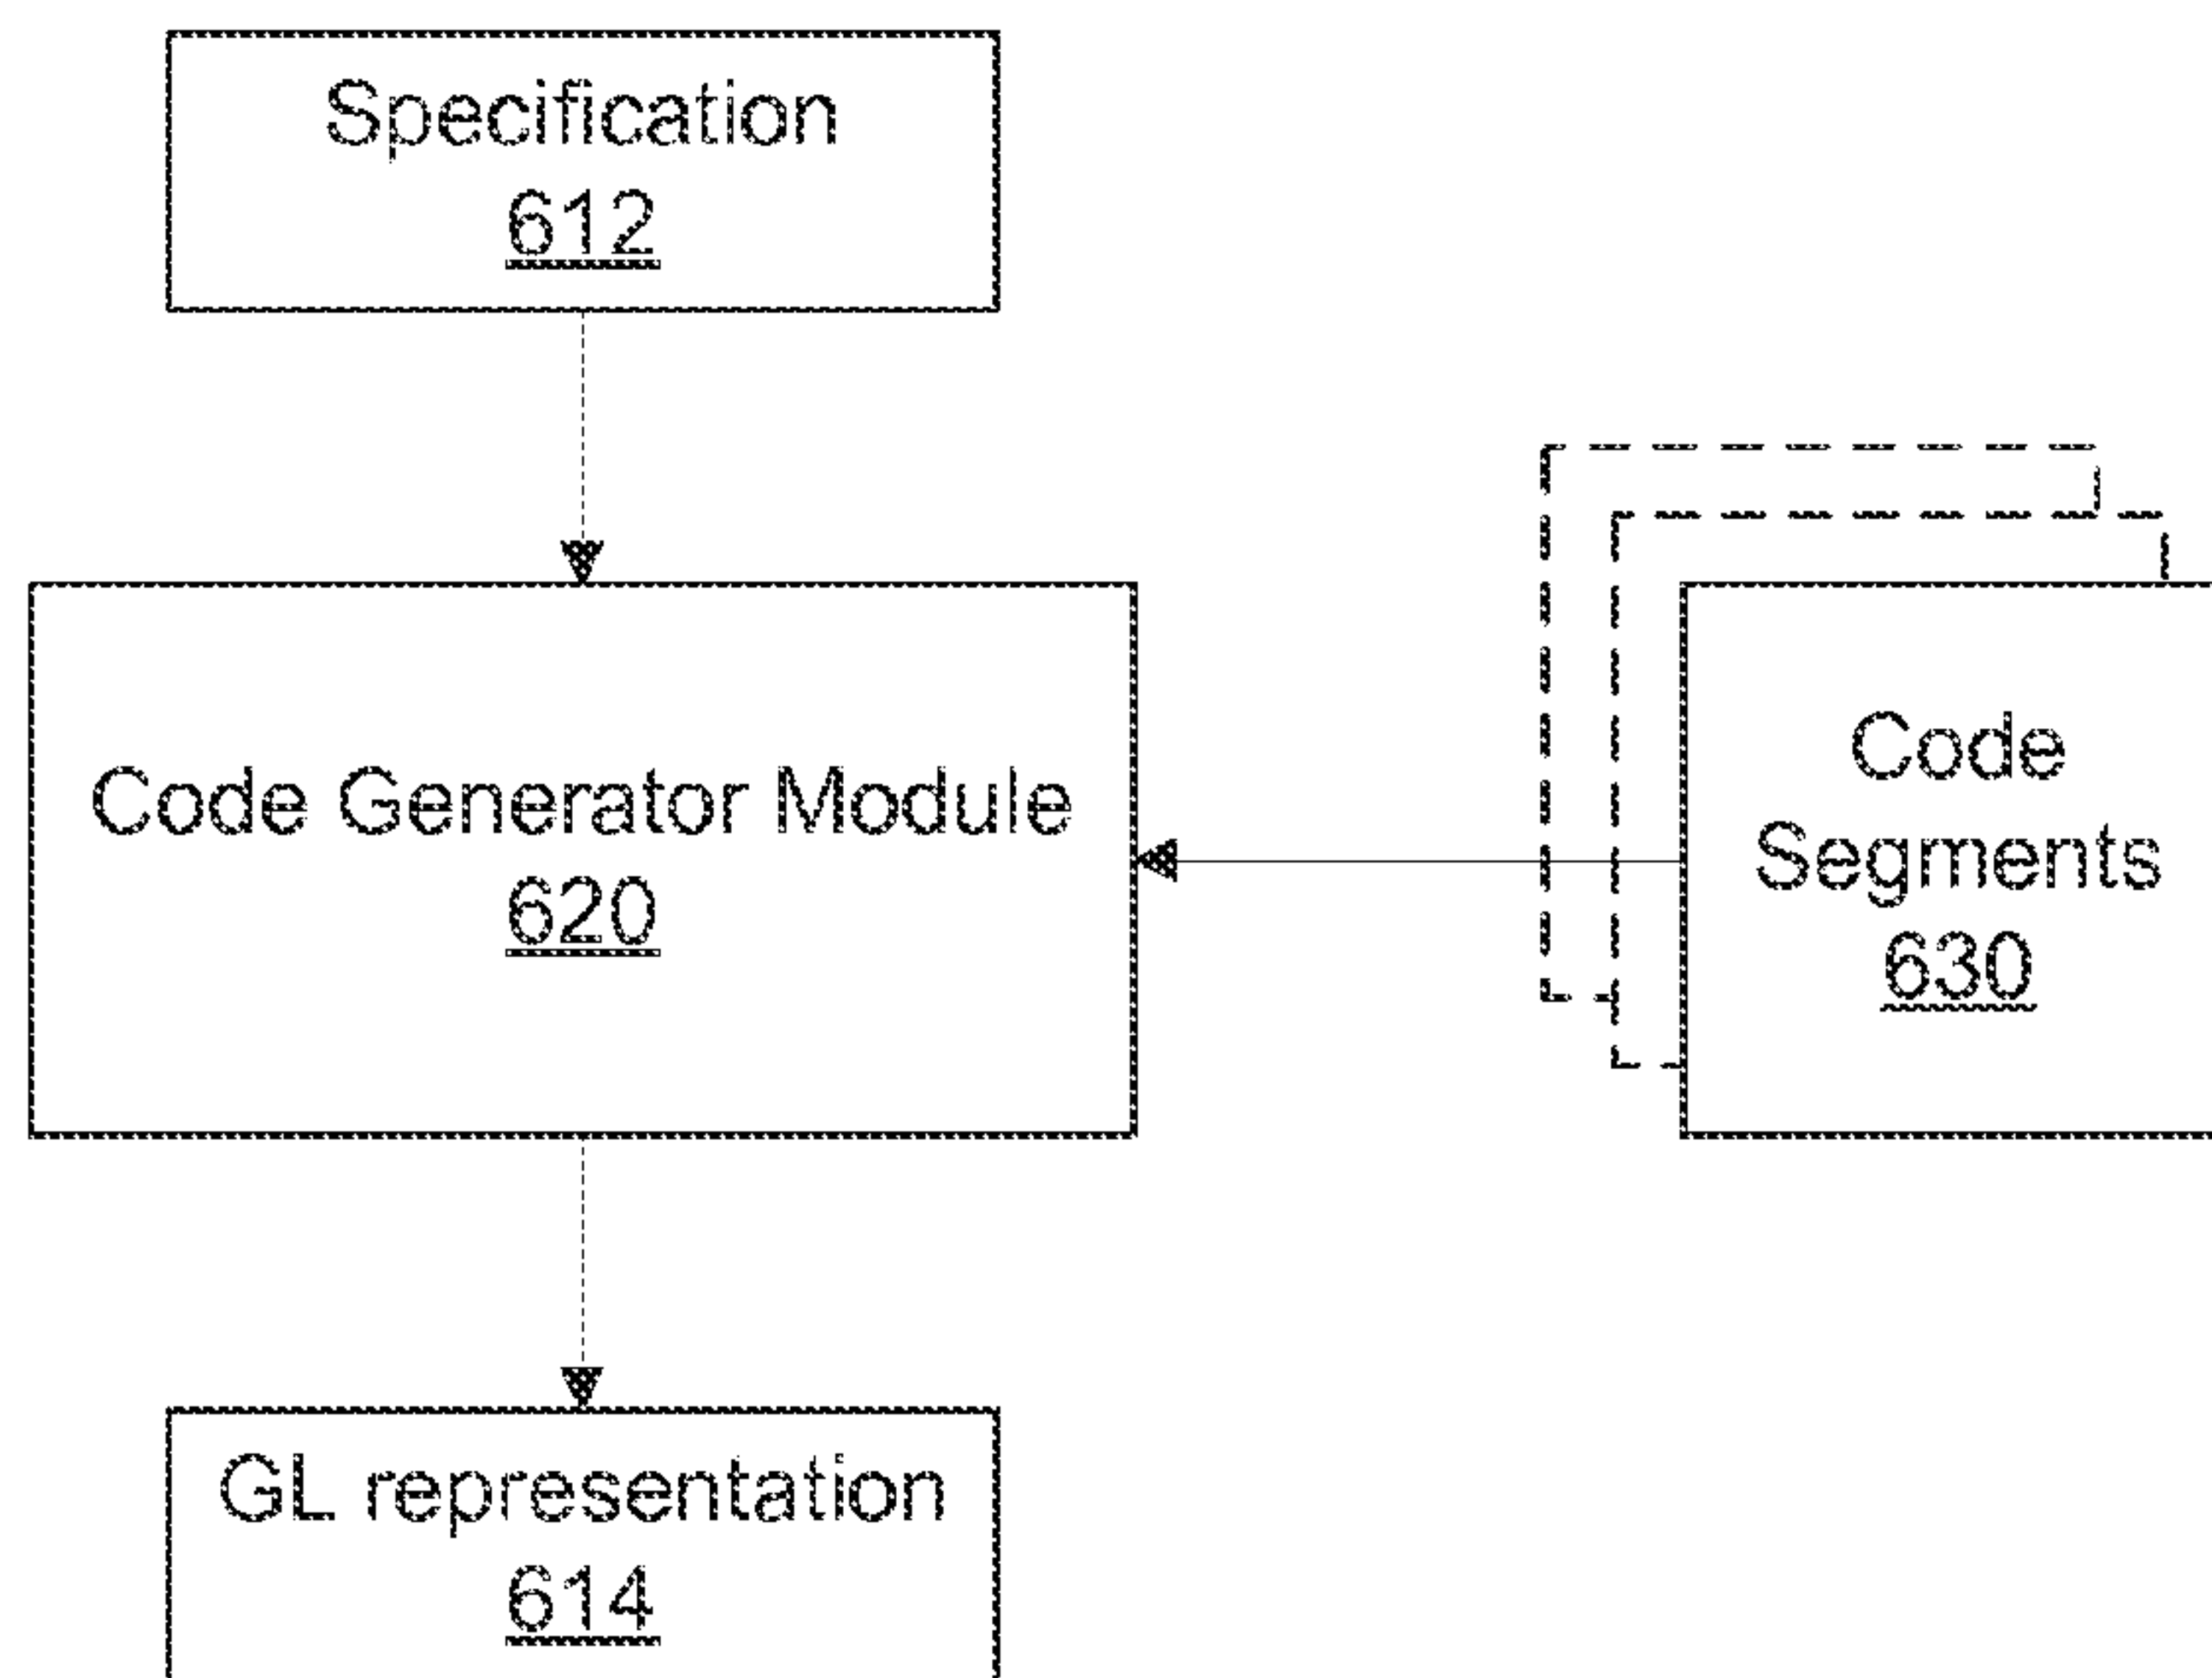 Specification
612
Code Generator Module
620
Code
Segments
630
GL representation
614